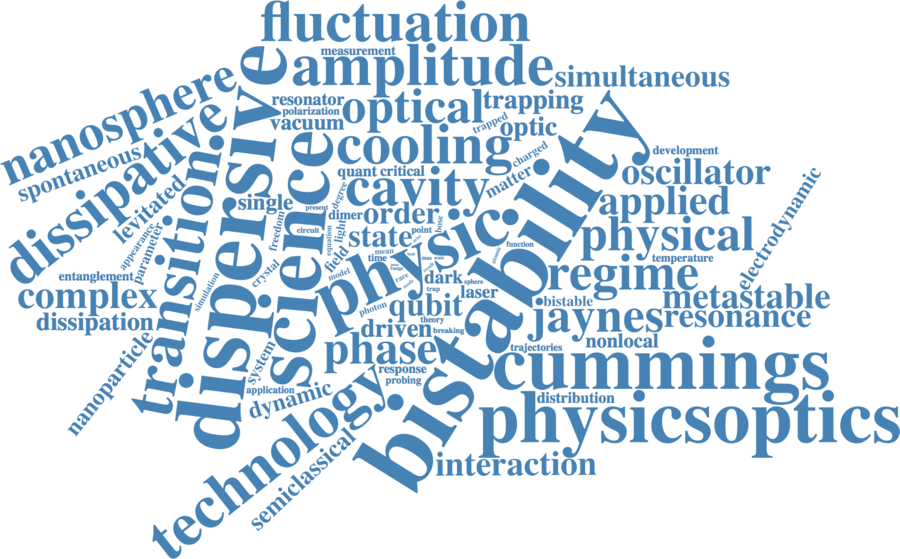 fluctuation
measurement
amplitude
simultaneous
nanosphere
resonator
polarization
vacuum
optical
trapping
trapped
optic
spontaneous
dissipative
dispersive
cooling
charged
development
quant critical
matter
oscillator
levitated
transition
single
science
degree
cavity
applied
electrodynamic
present
freedom
dimer
order
light
circuit
state
point
bose
physical
appearance
parameter
equation
field
mean
time
physic
function
atomic
temperature
entanglement
crystal
simulation
model
dark
sphere
regime
complex
rare
trap
laser
photon
qubit
bistable
metastable
dissipation
theory
driven
breaking
jaynes
resonance
nanoparticle
system
phase
trajectories
nonlocal
response
probing
cummings
application
dynamic
distribution
technology
semiclassical
bistability
physicsoptics
interaction